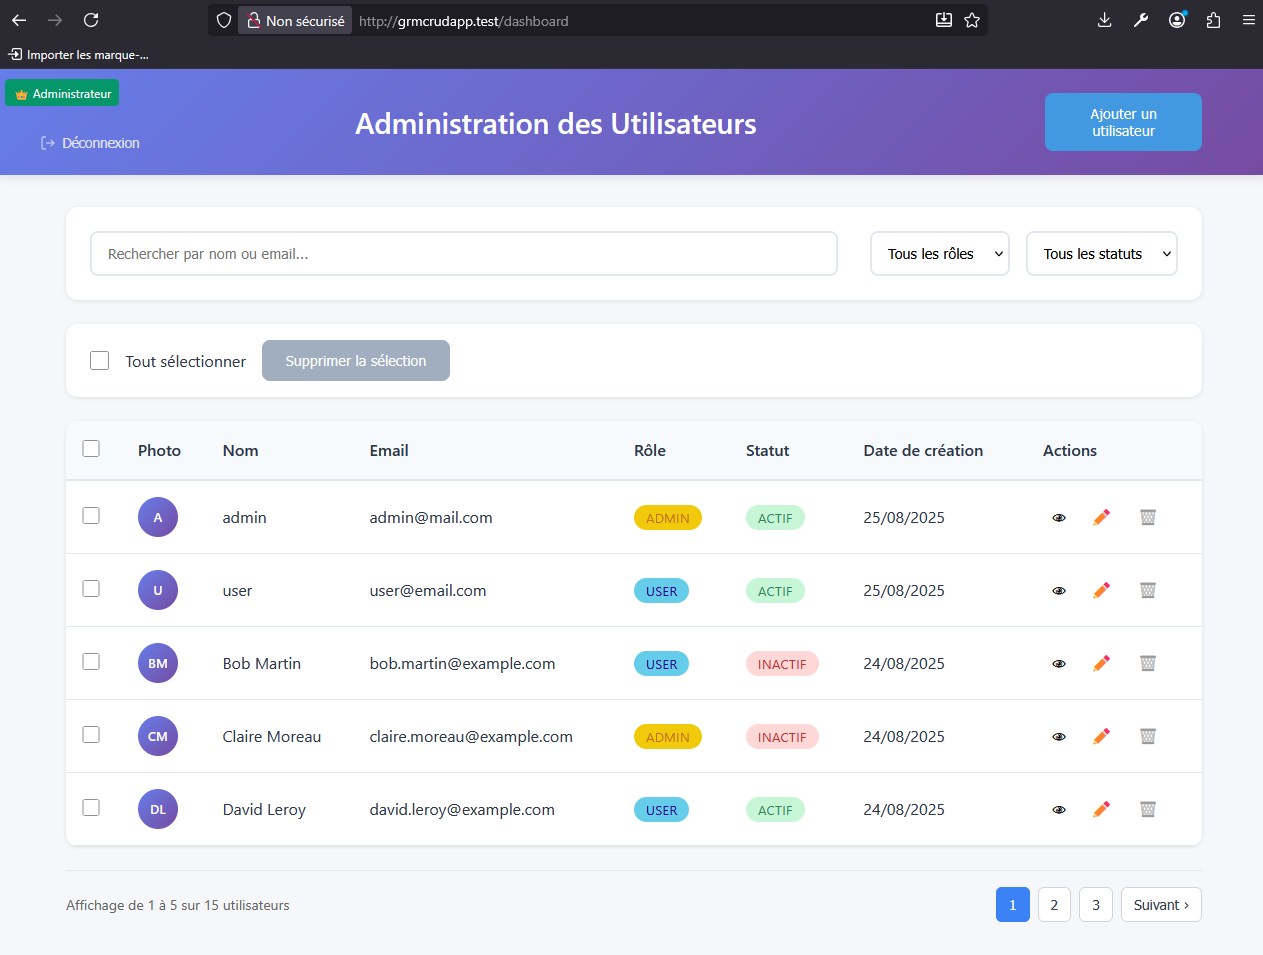 Non sécurisé http://grmcrudapp.test/dashboard
Importer les marque-...
Administrateur
Déconnexion
Administration des Utilisateurs
Ajouter un
utilisateur
Rechercher par nom ou email...
Tous les rôles
Tous les statuts
Tout sélectionner
Supprimer la sélection
Photo Nom Email Rôle Statut Date de création Actions
A admin admin@mail.com ADMIN ACTIF 25/08/2025
U user user@email.com USER ACTIF 25/08/2025
BM Bob Martin bob.martin@example.com USER INACTIF 24/08/2025
CM Claire Moreau claire.moreau@example.com ADMIN INACTIF 24/08/2025
DL David Leroy david.leroy@example.com USER ACTIF 24/08/2025
Affichage de 1 à 5 sur 15 utilisateurs
1 2 3 Suivant ›